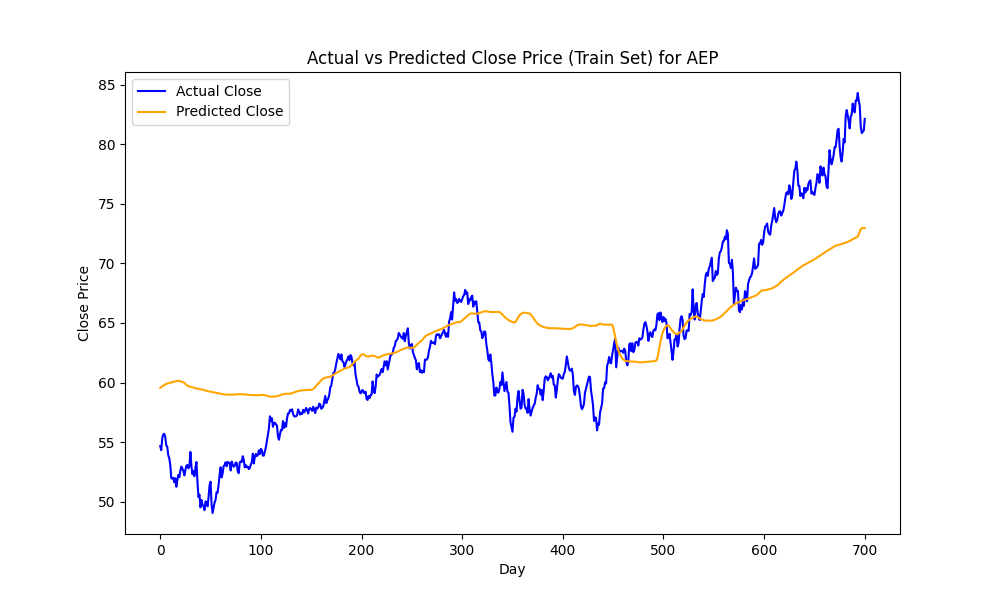 Actual vs Predicted Close Price (Train Set) for AEP
Actual Close
Predicted Close
85
80
75
70
65
60
55
50
Close Price
0 100 200 300 400 500 600 700
Day